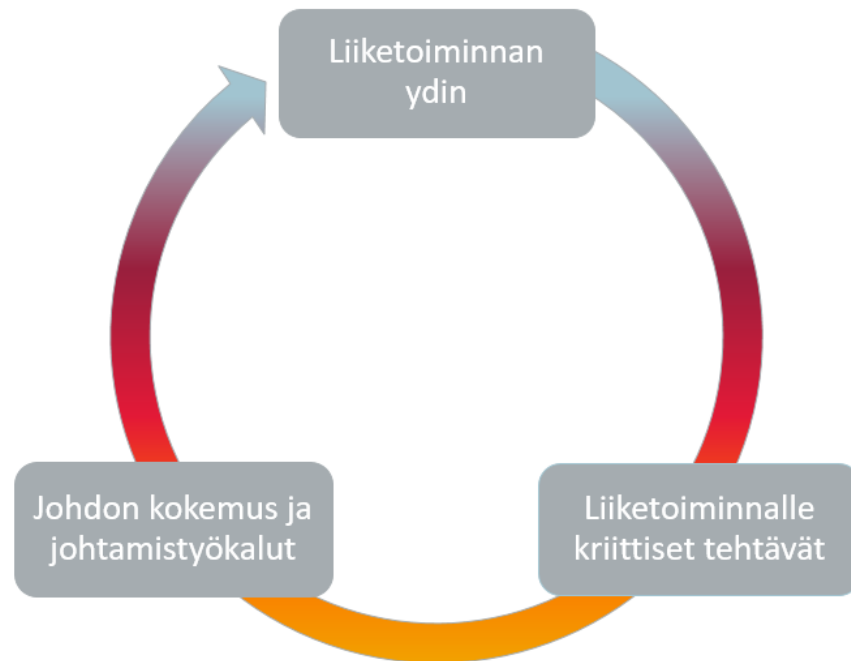 Liiketoiminnan
ydin
Johdon kokemus ja
johtamistyökalut
Liiketoiminnalle
kriittiset tehtävät